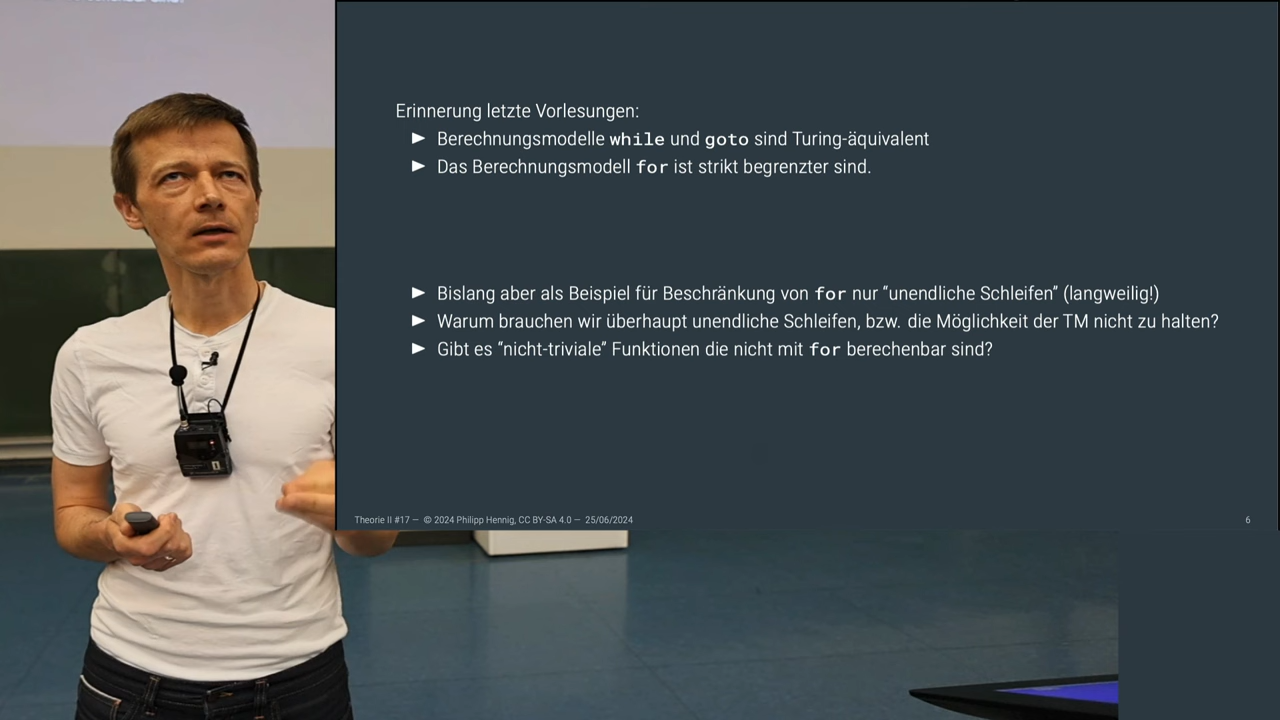 Erinnerung letzte Vorlesungen:
► Berechnungsmodelle while und goto sind Turing-äquivalent
► Das Berechnungsmodell for ist strikt begrenzter sind.
► Bislang aber als Beispiel für Beschränkung von for nur “unendliche Schleifen” (langweilig!)
► Warum brauchen wir überhaupt unendliche Schleifen, bzw. die Möglichkeit der TM nicht zu halten?
► Gibt es “nicht-triviale” Funktionen die nicht mit for berechenbar sind?
Theorie II #17 — © 2024 Philipp Hennig, CC BY-SA 4.0 — 25/06/2024
6